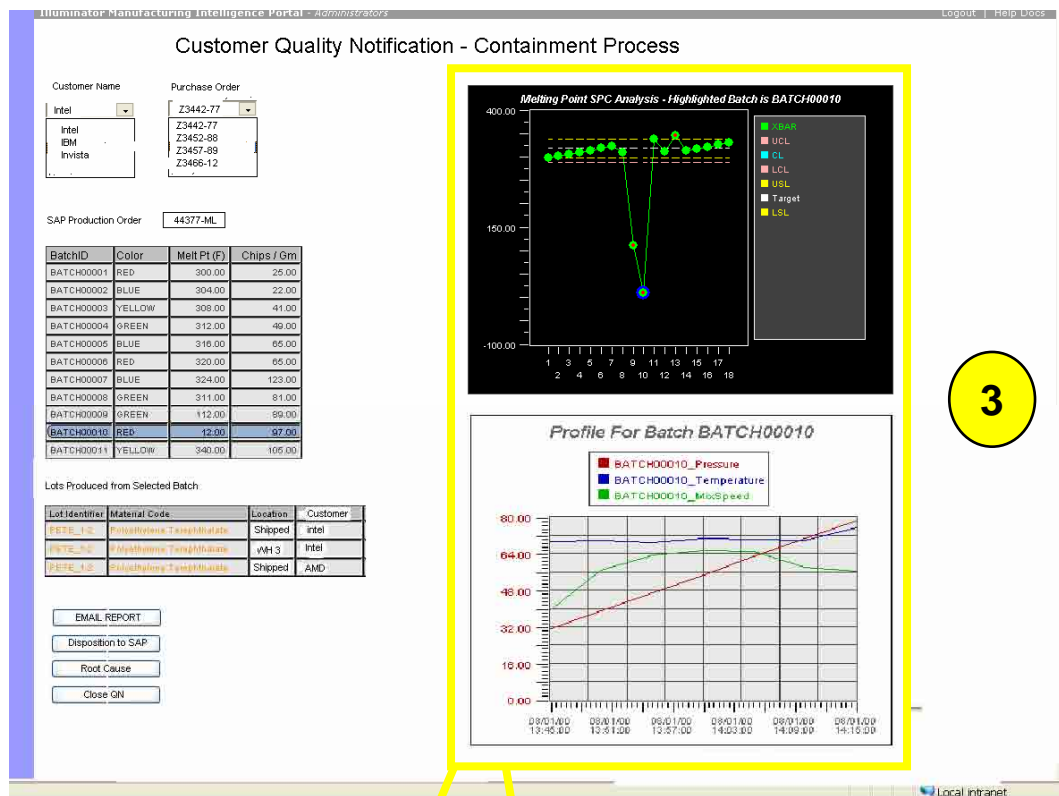 Illuminator Manufacturing Intelligence Portal - Administrators Logout | Help Docs
Customer Quality Notification - Containment Process
Customer Name Purchase Order
Intel Z3442-77
Intel Z3442-77
IBM Z3452-88
Invista Z3457-89
Z3466-12
SAP Production Order 44377-ML
BatchID Color Melt Pt (F) Chips / Gm
BATCH00001 RED 300.00 25.00
BATCH00002 BLUE 304.00 22.00
BATCH00003 YELLOW 308.00 41.00
BATCH00004 GREEN 312.00 49.00
BATCH00005 BLUE 316.00 65.00
BATCH00006 RED 320.00 65.00
BATCH00007 BLUE 324.00 123.00
BATCH00008 GREEN 311.00 81.00
BATCH00009 GREEN 112.00 89.00
BATCH00010 RED 12.00 97.00
BATCH00011 YELLOW 340.00 105.00
Lots Produced from Selected Batch
Lot Identifier Material Code Location Customer
PETE_1-2 Shipped intel
PETE_1-2 WH 3 Intel
PETE_1-2 Shipped AMD
EMAIL REPORT
Disposition to SAP
Root Cause
Close QN
Melting Point SPC Analysis - Highlighted Batch is BATCH00010
400.00
150.00
-100.00
XBAR
UCL
CL
LCL
USL
Target
LSL
1 3 5 7 9 11 13 15 17
2 4 6 8 10 12 14 16 18
Profile For Batch BATCH00010
BATCH00010_Pressure
BATCH00010_Temperature
BATCH00010_MixSpeed
80.00
64.00
48.00
32.00
16.00
0.00
08/01/00 08/01/00 08/01/00 08/01/00 08/01/00 08/01/00
13:45:00 13:51:00 13:57:00 14:03:00 14:09:00 14:15:00
3
Local intranet